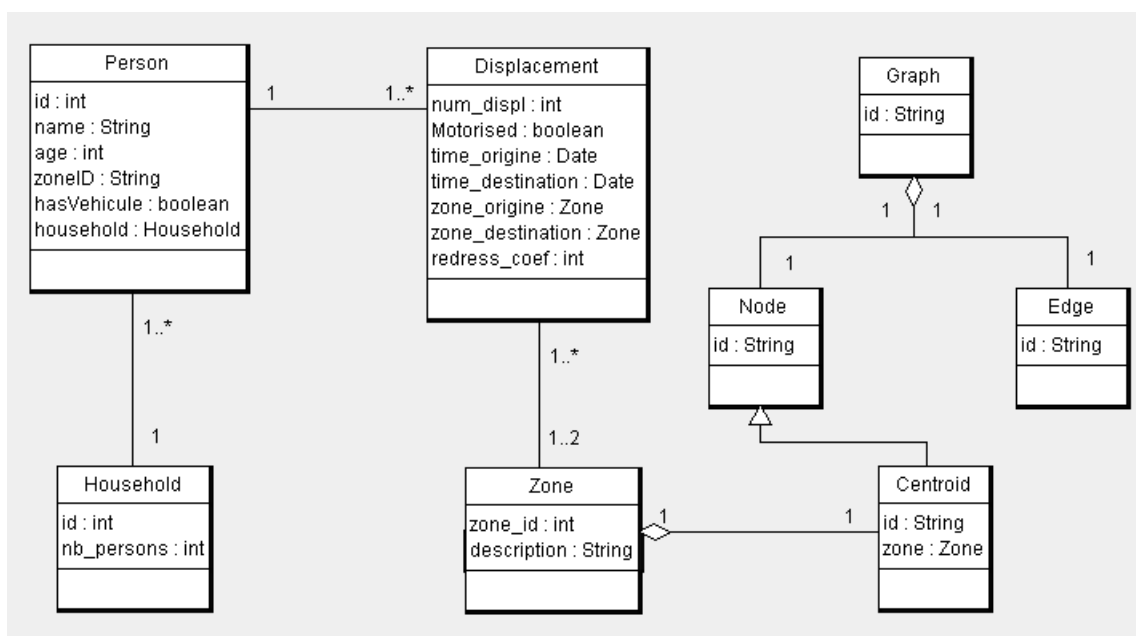 Person
id : int
name : String
age : int
zoneID : String
hasVehicule : boolean
household : Household
1
1..*
Displacement
num_displ : int
Motorised : boolean
time_origine : Date
time_destination : Date
zone_origine : Zone
zone_destination : Zone
redress_coef : int
Graph
id : String
1
1
1
1
Node
id : String
Edge
id : String
1..*
1
Household
id : int
nb_persons : int
1..*
1..2
Zone
zone_id : int
description : String
1
1
Centroid
id : String
zone : Zone